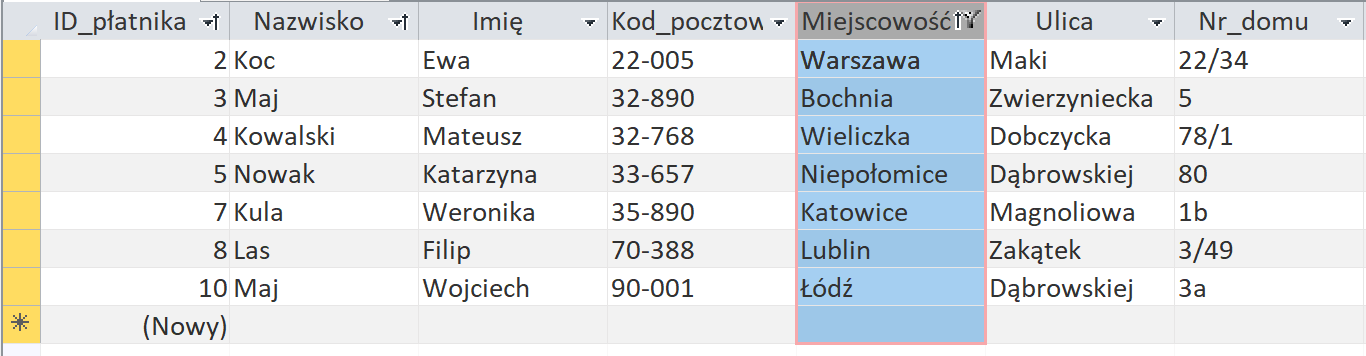 ID_płatnika Nazwisko Imię Kod_pocztow Miejscowość Ulica Nr_domu
2 Koc Ewa 22-005 Warszawa Maki 22/34
3 Maj Stefan 32-890 Bochnia Zwierzyniecka 5
4 Kowalski Mateusz 32-768 Wieliczka Dobczycka 78/1
5 Nowak Katarzyna 33-657 Niepołomice Dąbrowskiej 80
7 Kula Weronika 35-890 Katowice Magnoliowa 1b
8 Las Filip 70-388 Lublin Zakątek 3/49
10 Maj Wojciech 90-001 Łódź Dąbrowskiej 3a
(Nowy)